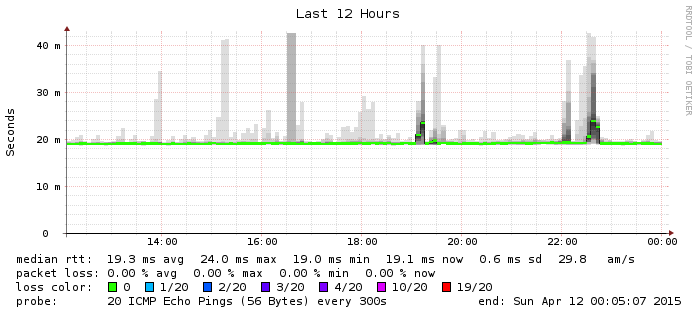 Last 12 Hours
RRDTOOL / TOBI OETIKER
Seconds
40 m
30 m
20 m
10 m
0
14:00 16:00 18:00 20:00 22:00 00:00
median rtt: 19.3 ms avg 24.0 ms max 19.0 ms min 19.1 ms now 0.6 ms sd 29.8 am/s
packet loss: 0.00 % avg 0.00 % max 0.00 % min 0.00 % now
loss color: 0 1/20 2/20 3/20 4/20 10/20 19/20
probe: 20 ICMP Echo Pings (56 Bytes) every 300s end: Sun Apr 12 00:05:07 2015